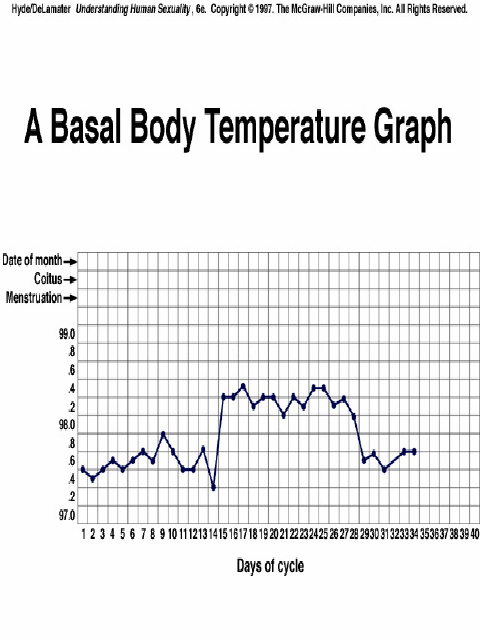 Hyde/DeLamater Understanding Human Sexuality, 6e. Copyright © 1997. The McGraw-Hill Companies, Inc. All Rights Reserved.
A Basal Body Temperature Graph
Date of month
Coitus
Menstruation
99.0
.8
.6
.4
.2
98.0
.8
.6
.4
.2
97.0
1 2 3 4 5 6 7 8 9 10 11 12 13 14 15 16 17 18 19 20 21 22 23 24 25 26 27 28 29 30 31 32 33 34 35 36 37 38 39 40
Days of cycle